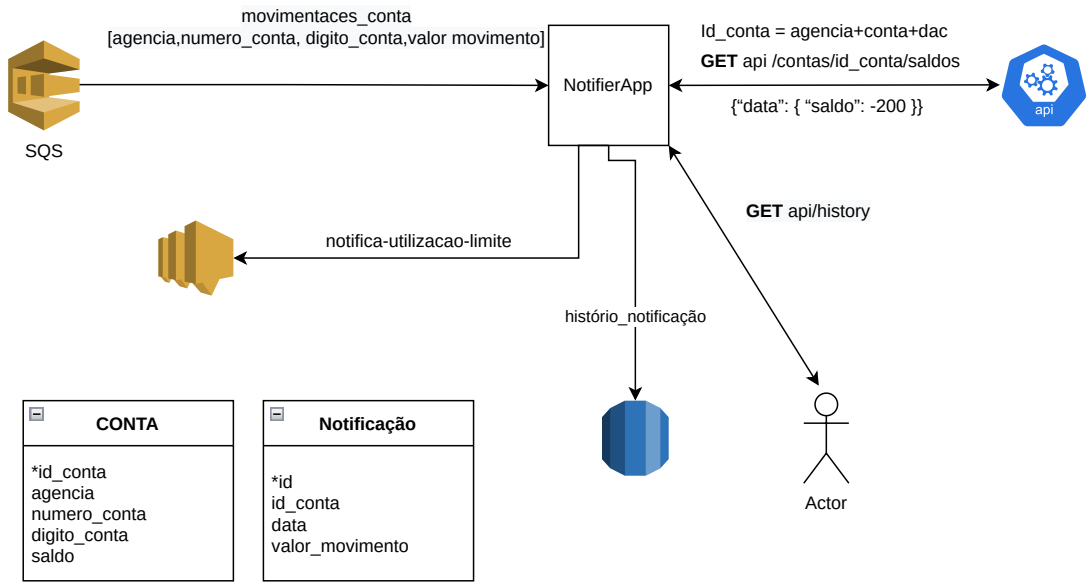 movimentaces_conta
[agencia,numero_conta, digito_conta,valor movimento]
SQS
NotifierApp
Id_conta = agencia+conta+dac
GET api /contas/id_conta/saldos
{“data”: { “saldo”: -200 }}
api
GET api/history
notifica-utilizacao-limite
histório_notificação
Actor
CONTA
*id_conta
agencia
numero_conta
digito_conta
saldo
Notificação
*id
id_conta
data
valor_movimento